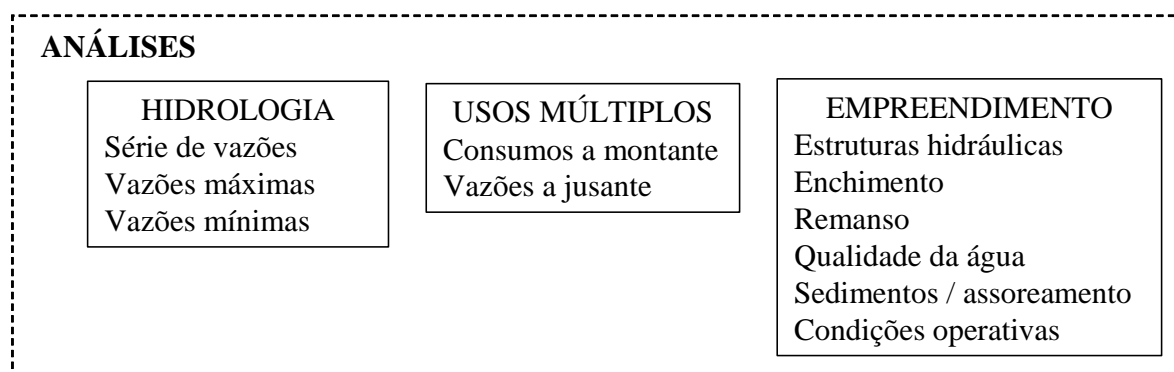 ANÁLISES
HIDROLOGIA
Série de vazões
Vazões máximas
Vazões mínimas
USOS MÚLTIPLOS
Consumos a montante
Vazões a jusante
EMPREENDIMENTO
Estruturas hidráulicas
Enchimento
Remanso
Qualidade da água
Sedimentos / assoreamento
Condições operativas